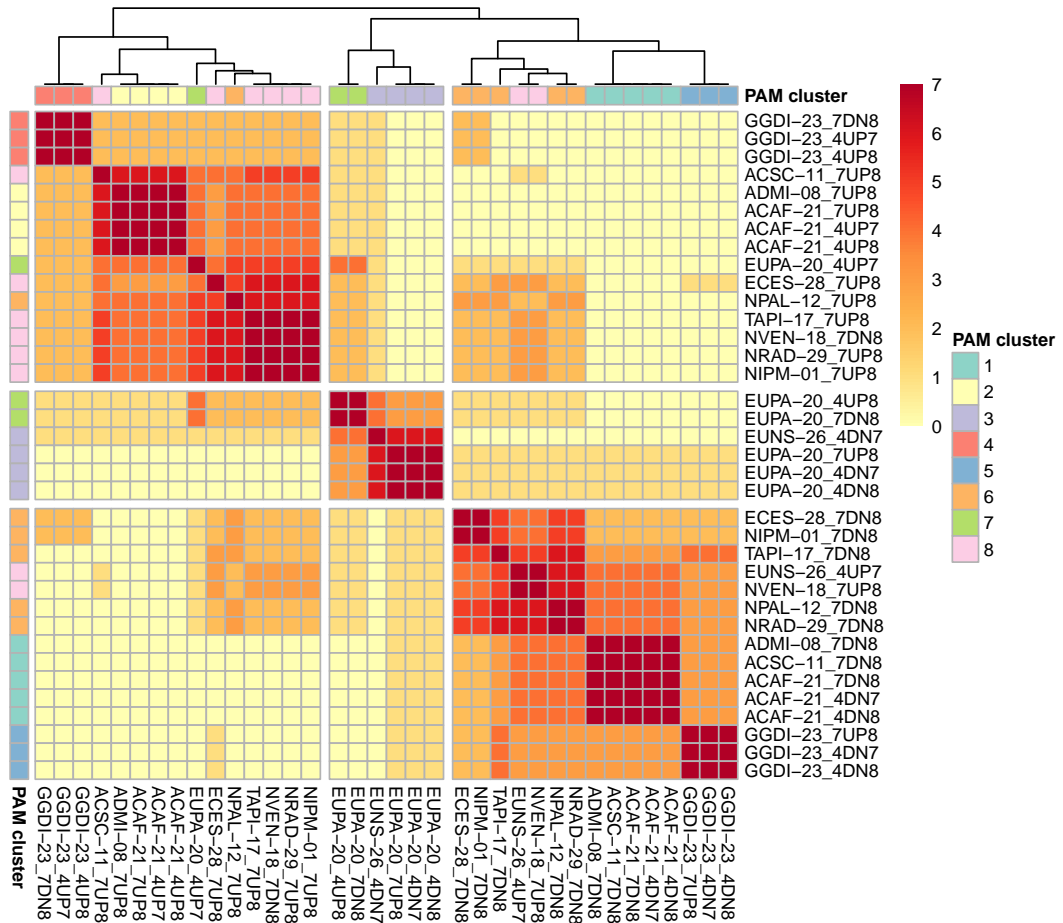 PAM cluster
7
6
5
4
3
2
1
0
GGDI−23_7DN8
GGDI−23_4UP7
GGDI−23_4UP8
ACSC−11_7UP8
ADMI−08_7UP8
ACAF−21_7UP8
ACAF−21_4UP7
ACAF−21_4UP8
EUPA−20_4UP7
ECES−28_7UP8
NPAL−12_7UP8
TAPI−17_7UP8
NVEN−18_7DN8
NRAD−29_7UP8
NIPM−01_7UP8
EUPA−20_4UP8
EUPA−20_7DN8
EUNS−26_4DN7
EUPA−20_7UP8
EUPA−20_4DN7
EUPA−20_4DN8
ECES−28_7DN8
NIPM−01_7DN8
TAPI−17_7DN8
EUNS−26_4UP7
NVEN−18_7UP8
NPAL−12_7DN8
NRAD−29_7DN8
ADMI−08_7DN8
ACSC−11_7DN8
ACAF−21_7DN8
ACAF−21_4DN7
ACAF−21_4DN8
GGDI−23_7UP8
GGDI−23_4DN7
GGDI−23_4DN8
PAM cluster
1
2
3
4
5
6
7
8
PAM cluster
GGDI−23_7DN8
GGDI−23_4UP7
GGDI−23_4UP8
ACSC−11_7UP8
ADMI−08_7UP8
ACAF−21_7UP8
ACAF−21_4UP7
ACAF−21_4UP8
EUPA−20_4UP7
ECES−28_7UP8
NPAL−12_7UP8
TAPI−17_7UP8
NVEN−18_7DN8
NRAD−29_7UP8
NIPM−01_7UP8
EUPA−20_4UP8
EUPA−20_7DN8
EUNS−26_4DN7
EUPA−20_7UP8
EUPA−20_4DN7
EUPA−20_4DN8
ECES−28_7DN8
NIPM−01_7DN8
TAPI−17_7DN8
EUNS−26_4UP7
NVEN−18_7UP8
NPAL−12_7DN8
NRAD−29_7DN8
ADMI−08_7DN8
ACSC−11_7DN8
ACAF−21_7DN8
ACAF−21_4DN7
ACAF−21_4DN8
GGDI−23_7UP8
GGDI−23_4DN7
GGDI−23_4DN8